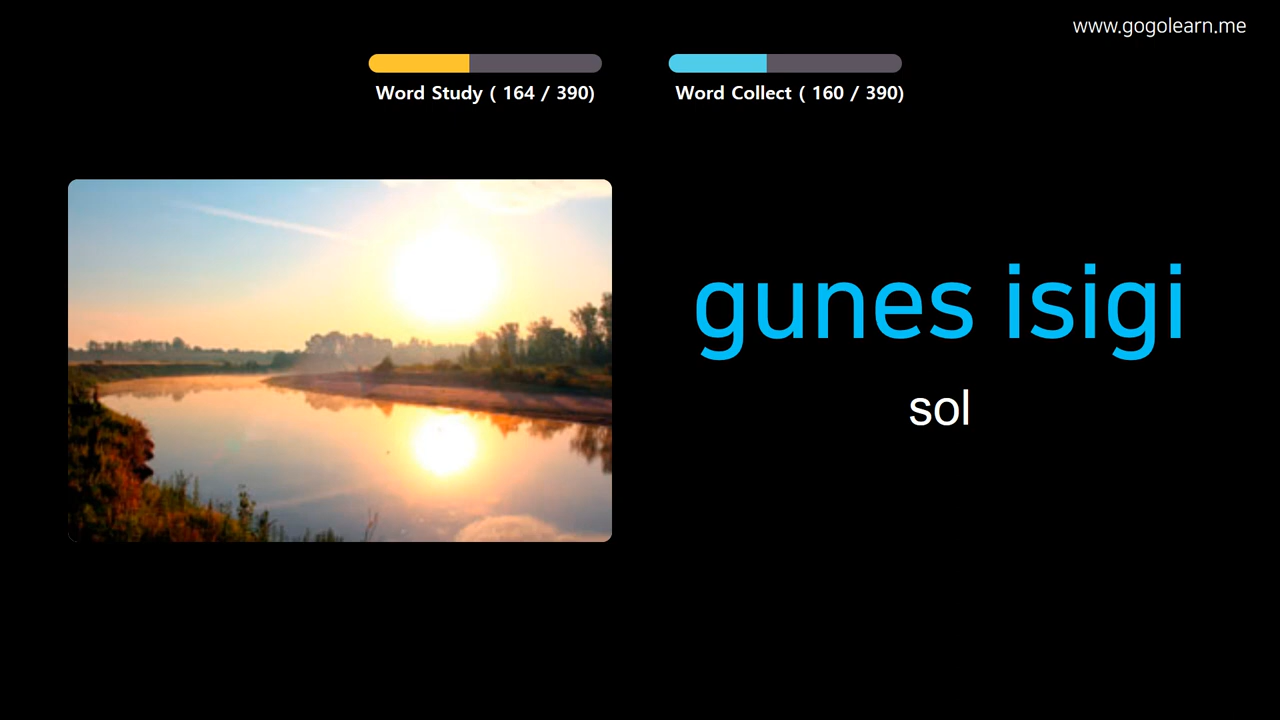 www.gogolearn.me
Word Study ( 164 / 390)
Word Collect ( 160 / 390)
gunes isigi
sol